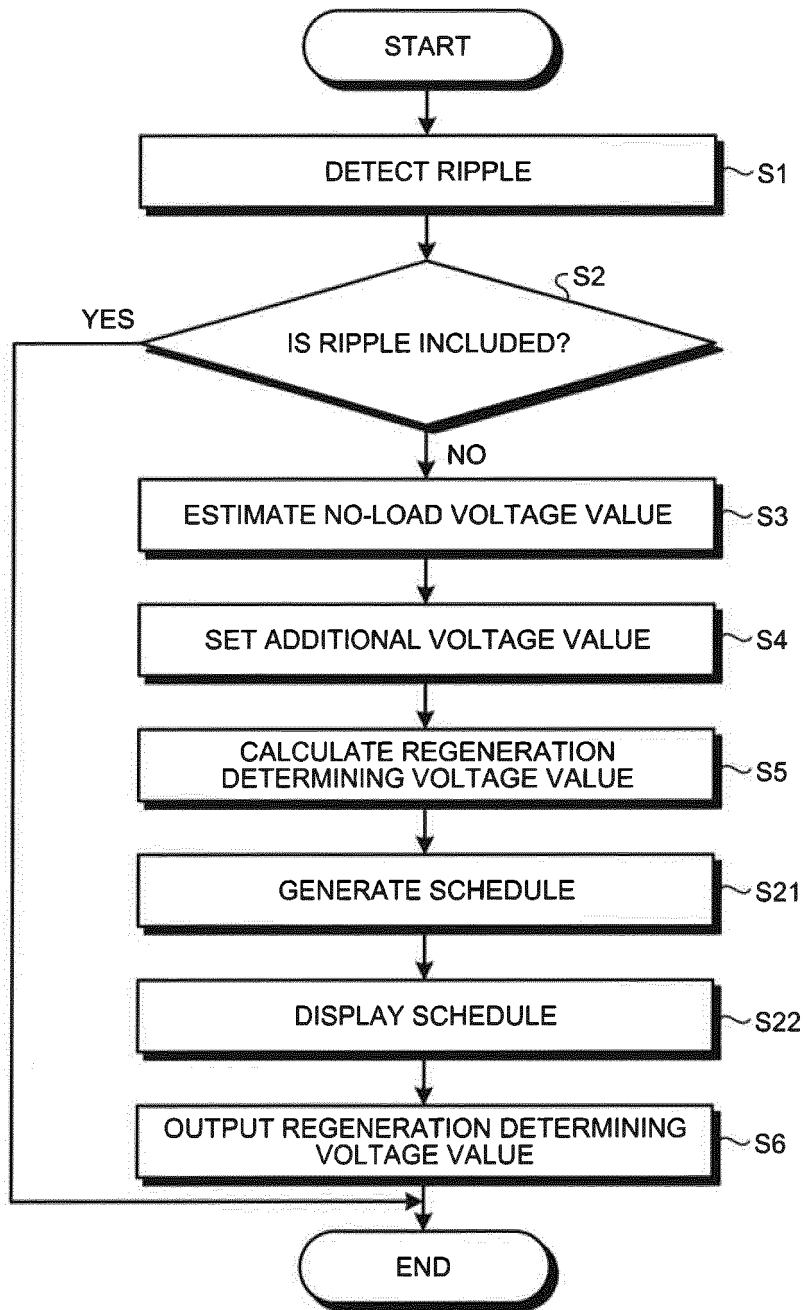 START
DETECT RIPPLE
S1
S2
YES
IS RIPPLE INCLUDED?
NO
ESTIMATE NO-LOAD VOLTAGE VALUE
S3
SET ADDITIONAL VOLTAGE VALUE
S4
CALCULATE REGENERATION
DETERMINING VOLTAGE VALUE
S5
GENERATE SCHEDULE
S21
DISPLAY SCHEDULE
S22
OUTPUT REGENERATION DETERMINING
VOLTAGE VALUE
S6
END